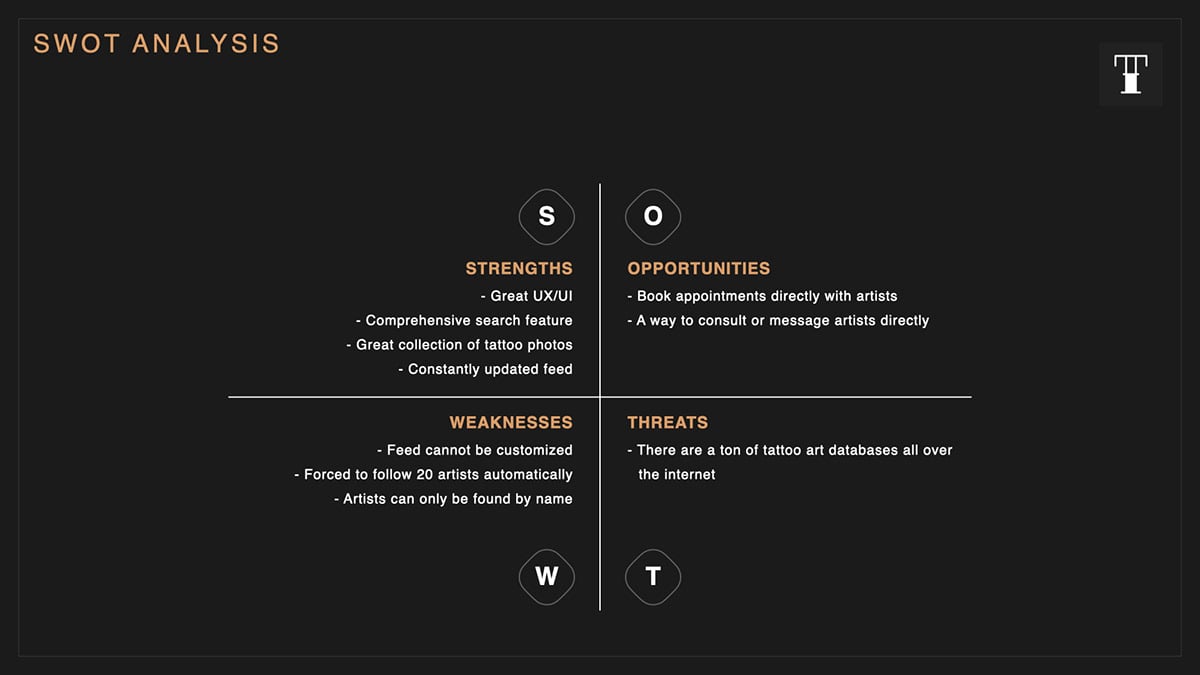 SWOT ANALYSIS
S
STRENGTHS
- Great UX/UI
- Comprehensive search feature
- Great collection of tattoo photos
- Constantly updated feed
O
OPPORTUNITIES
- Book appointments directly with artists
- A way to consult or message artists directly
WEAKNESSES
- Feed cannot be customized
- Forced to follow 20 artists automatically
- Artists can only be found by name
W
THREATS
- There are a ton of tattoo art databases all over
the internet
T